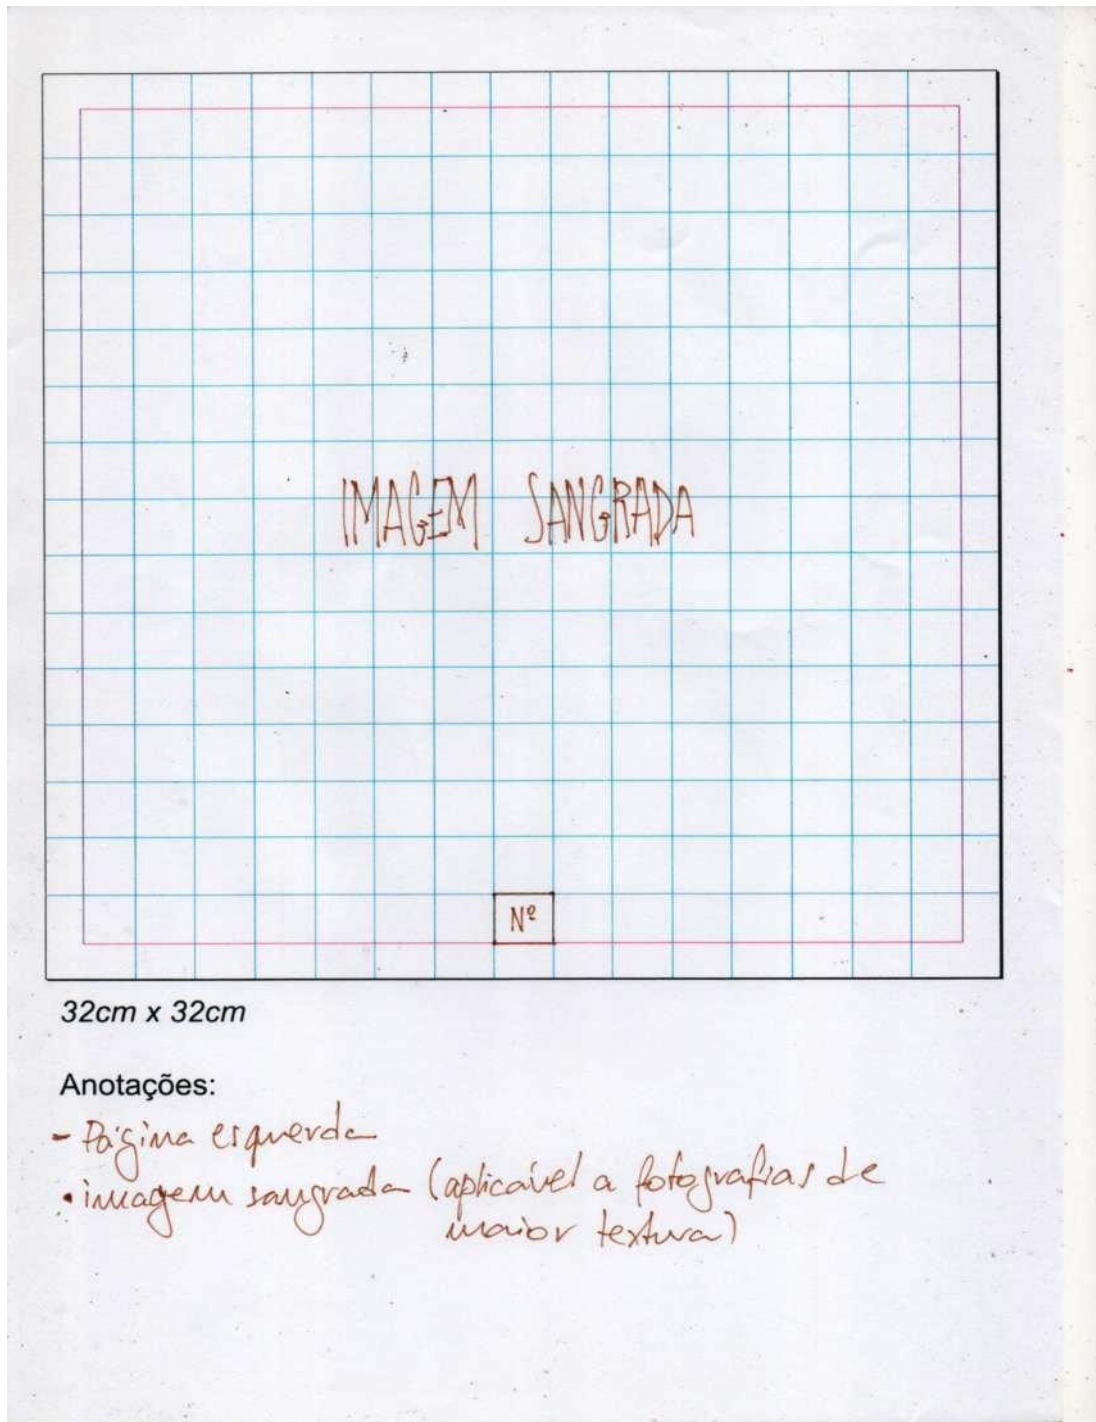 IMAGEM SANGRADA
Nº
32cm x 32cm
Anotações:
- Página esquerda
• imagem sangrada (aplicável a fotografias de
maior textura)